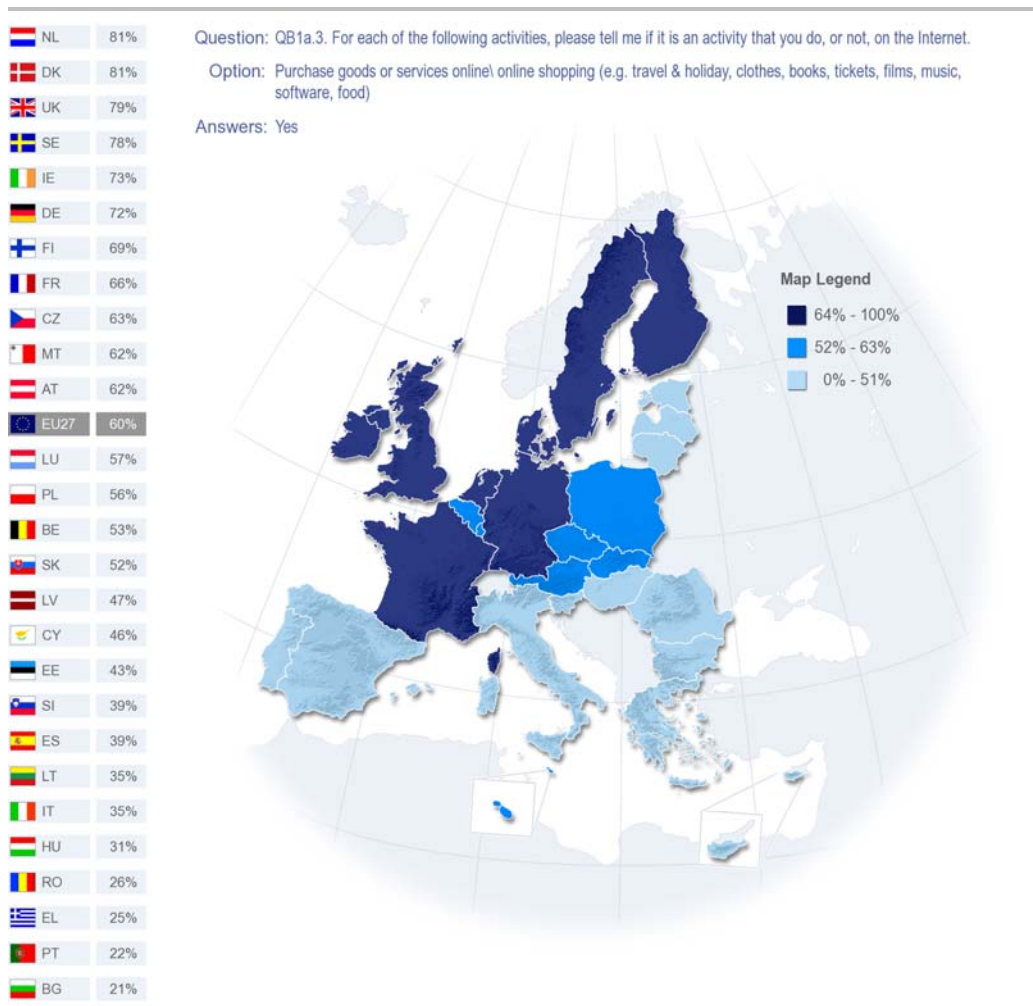 Question: QB1a.3. For each of the following activities, please tell me if it is an activity that you do, or not, on the Internet.
Option: Purchase goods or services online\ online shopping (e.g. travel & holiday, clothes, books, tickets, films, music,
software, food)
Answers: Yes
NL 81%
DK 81%
UK 79%
SE 78%
IE 73%
DE 72%
FI 69%
FR 66%
CZ 63%
MT 62%
AT 62%
EU27 60%
LU 57%
PL 56%
BE 53%
SK 52%
LV 47%
CY 46%
EE 43%
SI 39%
ES 39%
LT 35%
IT 35%
HU 31%
RO 26%
EL 25%
PT 22%
BG 21%
Map Legend
64% - 100%
52% - 63%
0% - 51%